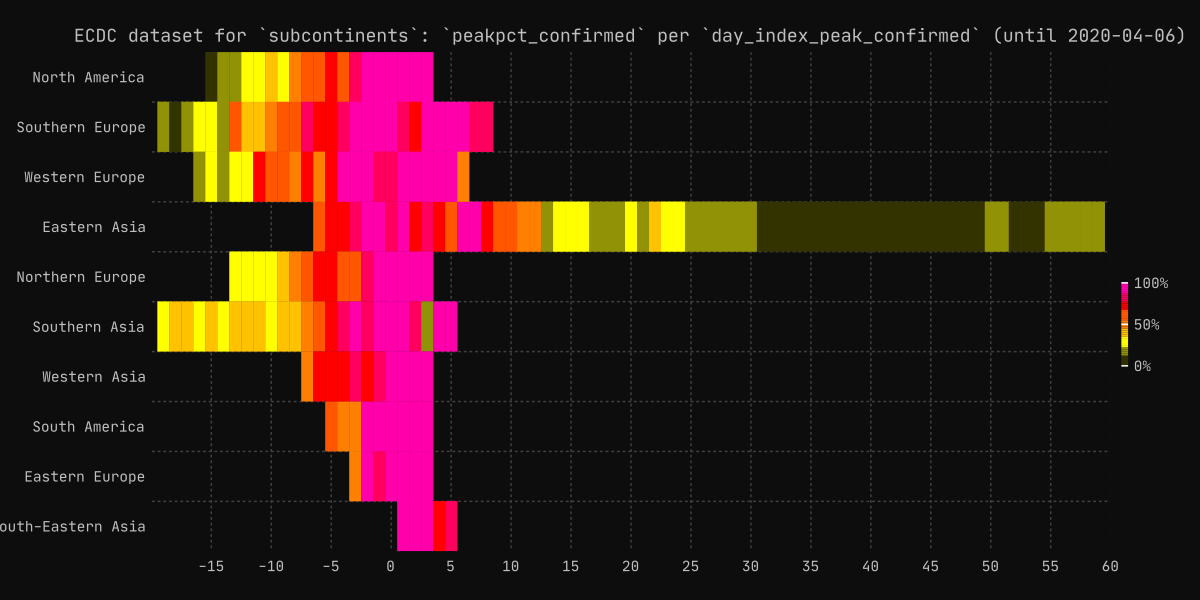 ECDC dataset for `subcontinents`: `peakpct_confirmed` per `day_index_peak_confirmed` (until 2020-04-06)
North America
Southern Europe
Western Europe
Eastern Asia
Northern Europe
Southern Asia
Western Asia
South America
Eastern Europe
outh-Eastern Asia
100%
50%
0%
-15 -10 -5 0 5 10 15 20 25 30 35 40 45 50 55 60